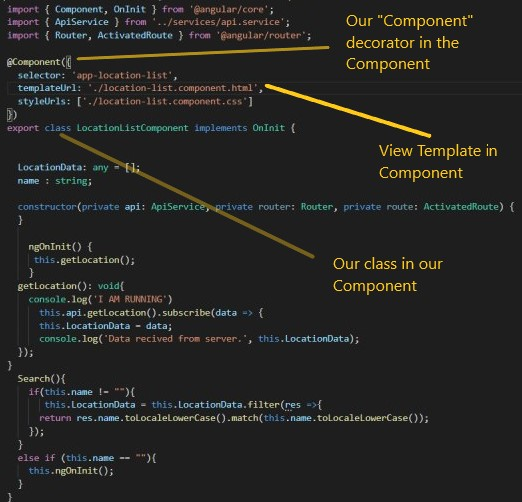 import { Component, OnInit } from '@angular/core';
import { ApiService } from '../services/api.service';
import { Router, ActivatedRoute } from '@angular/router';
Our "Component"
decorator in the
Component
@Component({
selector: 'app-location-list',
templateUrl: './location-list.component.html',
styleUrls: ['./location-list.component.css']
})
export class LocationListComponent implements OnInit {
View Template in
Component
LocationData: any = [];
name : string;
constructor(private api: ApiService, private router: Router, private route: ActivatedRoute) {
}
ngOnInit() {
this.getLocation();
}
Our class in our
Component
getLocation(): void{
console.log('I AM RUNNING')
this.api.getLocation().subscribe(data => {
this.LocationData = data;
console.log('Data recived from server.', this.LocationData);
});
}
Search(){
if(this.name != ""){
this.LocationData = this.LocationData.filter(res =>{
return res.name.toLocaleLowerCase().match(this.name.toLocaleLowerCase());
});
}
else if (this.name == ""){
this.ngOnInit();
}
}